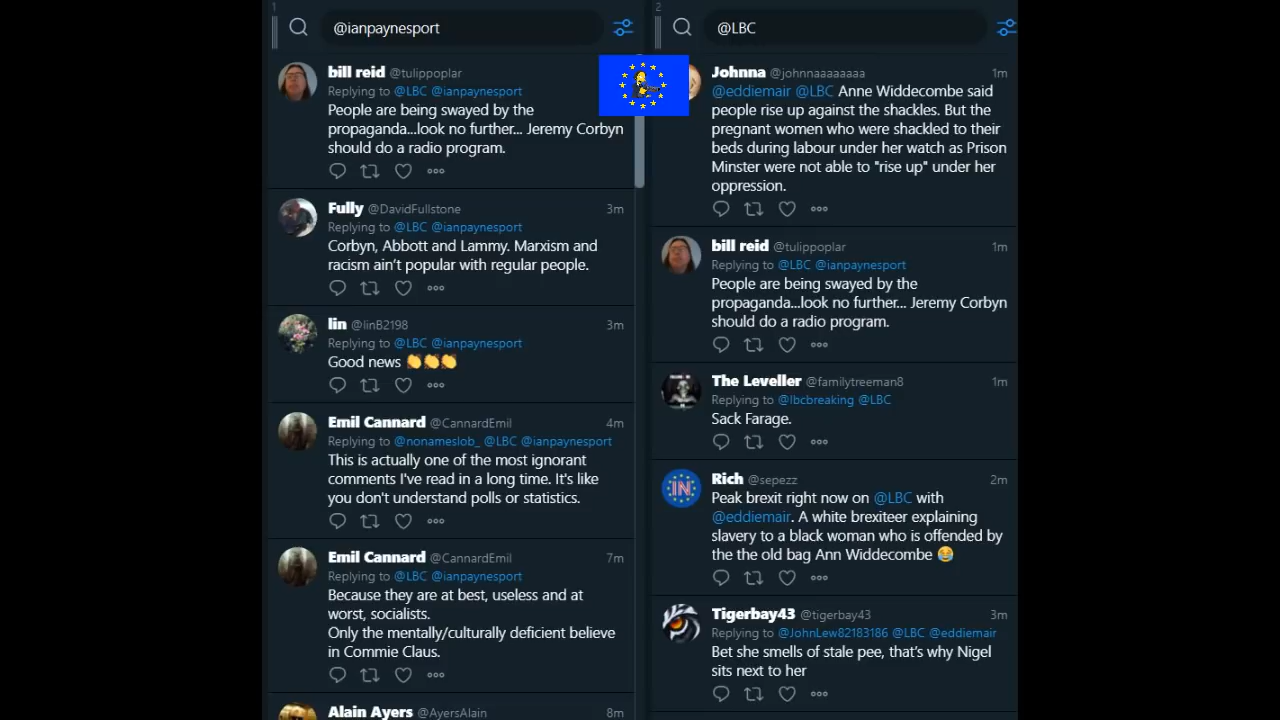 1
@ianpaynesport
bill reid @tulippoplar
Replying to @LBC @ianpaynesport
People are being swayed by the
propaganda...look no further... Jeremy Corbyn
should do a radio program.
Fully @DavidFullstone 3m
Replying to @LBC @ianpaynesport
Corbyn, Abbott and Lammy. Marxism and
racism ain't popular with regular people.
lin @linB2198 3m
Replying to @LBC @ianpaynesport
Good news 👏👏👏
Emil Cannard @CannardEmil 4m
Replying to @nonameslob_ @LBC @ianpaynesport
This is actually one of the most ignorant
comments I've read in a long time. It's like
you don't understand polls or statistics.
Emil Cannard @CannardEmil 7m
Replying to @LBC @ianpaynesport
Because they are at best, useless and at
worst, socialists.
Only the mentally/culturally deficient believe
in Commie Claus.
Alain Ayers @AyersAlain 8m
2
@LBC
Johnna @johnnaaaaaaaa 1m
@eddiemair @LBC Anne Widdecombe said
people rise up against the shackles. But the
pregnant women who were shackled to their
beds during labour under her watch as Prison
Minster were not able to "rise up" under her
oppression.
bill reid @tulippoplar 1m
Replying to @LBC @ianpaynesport
People are being swayed by the
propaganda...look no further... Jeremy Corbyn
should do a radio program.
The Leveller @familytreeman8 1m
Replying to @lbcbreaking @LBC
Sack Farage.
IN
Rich @sepezz 2m
Peak brexit right now on @LBC with
@eddiemair. A white brexiteer explaining
slavery to a black woman who is offended by
the the old bag Ann Widdecombe 😂
Tigerbay43 @tigerbay43 3m
Replying to @JohnLew82183186 @LBC @eddiemair
Bet she smells of stale pee, that's why Nigel
sits next to her